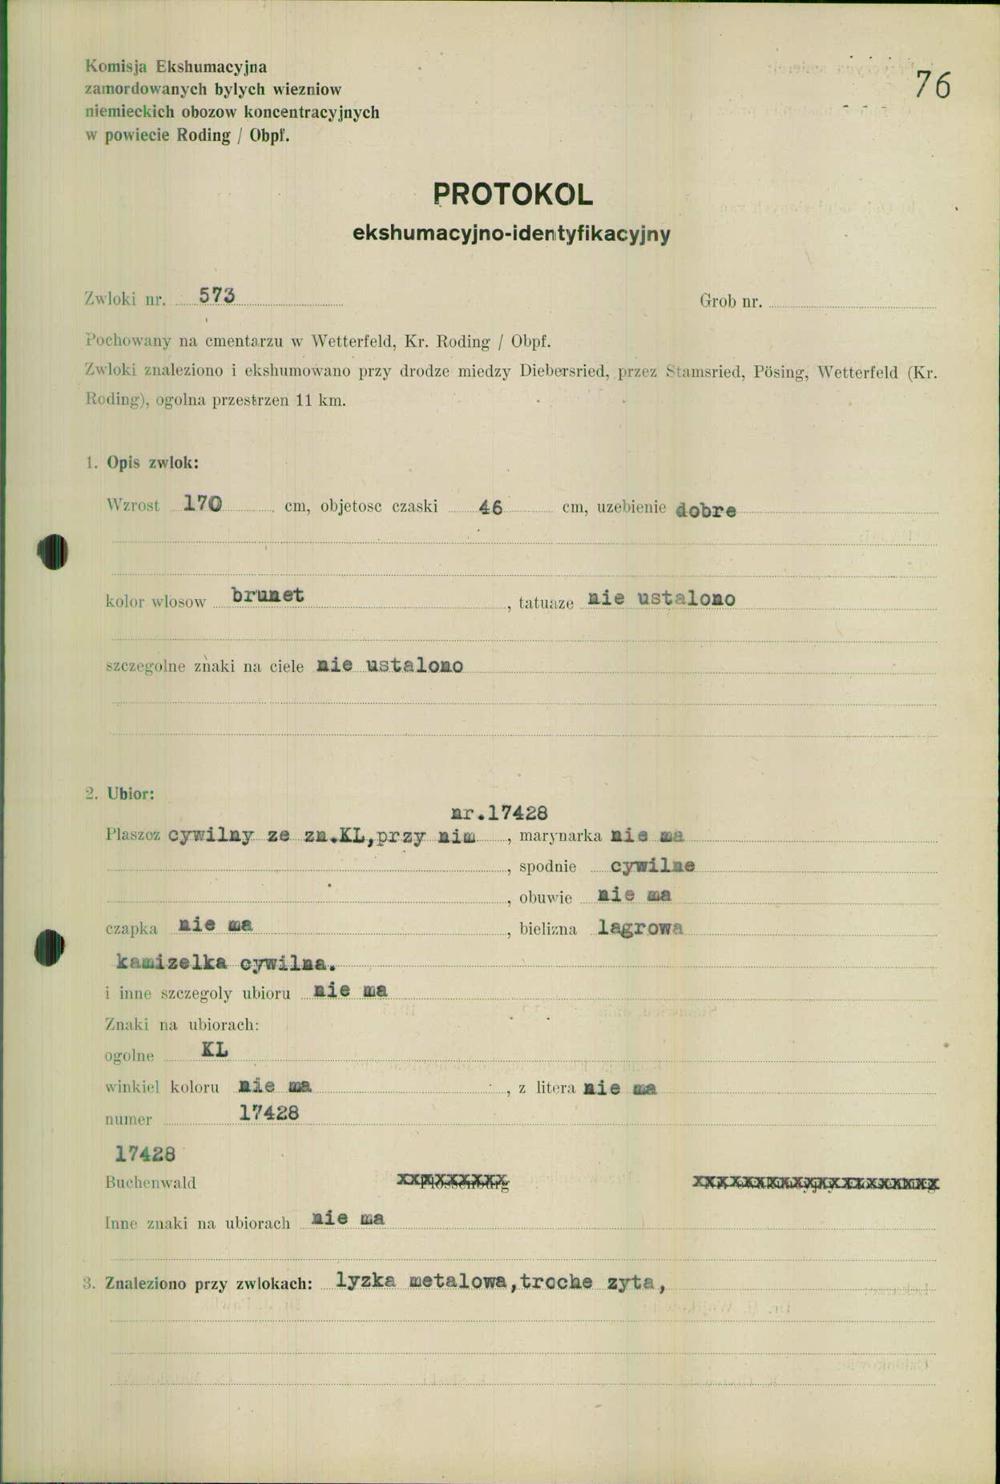 Komisja Ekshumacyjna
zamordowanych bylych wiezniow
niemieckich obozow koncentracyjnych
w powiecie Roding / Obpf.
76
PROTOKOL
ekshumacyjno-identyfikacyjny
Zwloki nr. 573 Grob nr.
Pochowany na cmentarzu w Wetterfeld, Kr. Roding / Obpf.
Zwloki znaleziono i ekshumowano przy drodze miedzy Diebersried, przez Stamsried, Pösing, Wetterfeld (Kr.
Roding), ogolna przestrzen 11 km.
1. Opis zwlok:
Wzrost 170 cm, objetosc czaski 46 cm, uzebienie dobre
kolor wlosow brunet, tatuaze nie ustalono
szczegolne znaki na ciele nie ustalono
2. Ubior:
nr.17428
Plaszoz cywilny ze zn.KL,przy nim, marynarka nie ma
, spodnie cywilne
, obuwie nie ma
czapka nie ma, bielizna lagrowa
kamizelka cywilna.
i inne szczegoly ubioru nie ma
Znaki na ubiorach:
ogolne KL
winkiel koloru nie ma, z litera nie ma
numer 17428
17428
Buchenwald
Inne znaki na ubiorach nie ma
3. Znaleziono przy zwlokach: lyzka metalowa,troche zyta,